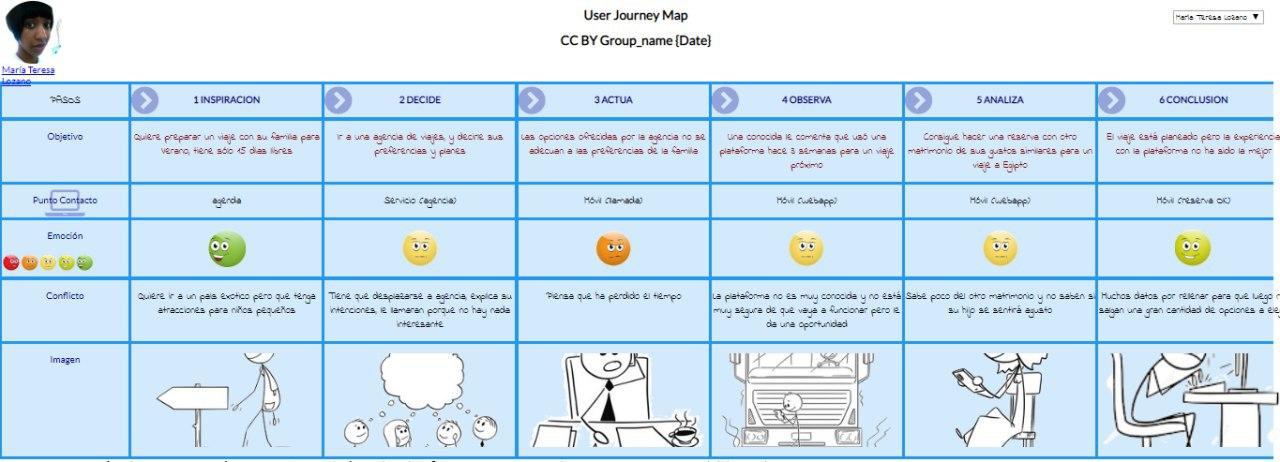 User Journey Map
CC BY Group_name {Date}
María Teresa Lozano ▼
María Teresa
Lozano
PASOS
1 INSPIRACION
2 DECIDE
3 ACTUA
4 OBSERVA
5 ANALIZA
6 CONCLUSION
Objetivo
Quiere preparar un viaje con su familia para
Verano, tiene sólo 15 dias libres
Ir a una agencia de viajes, y decirle sus
preferencias y planes
Las opciones ofrecidas por la agencia no se
adecuan a las preferencias de la familia
Una conocida le comenta que usó una
plataforma hace 3 semanas para un viaje
próximo
Consigue hacer una reserva con otro
matrimonio de sus gustos similares para un
viaje a Egipto
El viaje está planeado pero la experiencia
con la plataforma no ha sido la mejor
Punto Contacto
agenda
Servicio (agencia)
Móvil (llamada)
Móvil (webapp)
Móvil (webapp)
Móvil (reserva OK)
Emoción
Conflicto
Quiere ir a un pais exotico pero que tenga
atracciones para niños pequeños
Tiene que desplazarse a agencia, explica su
intenciones, le llamaran porque no hay nada
interesante
Piensa que ha perdido el tiempo
La plataforma no es muy conocida y no está
muy segura de que vaya a funcionar pero le
da una oportunidad
Sabe poco del otro matrimonio y no saben si
su hijo se sentirá agusto
Muchos datos por rellenar para que luego
salgan una gran cantidad de opciones a
Imagen